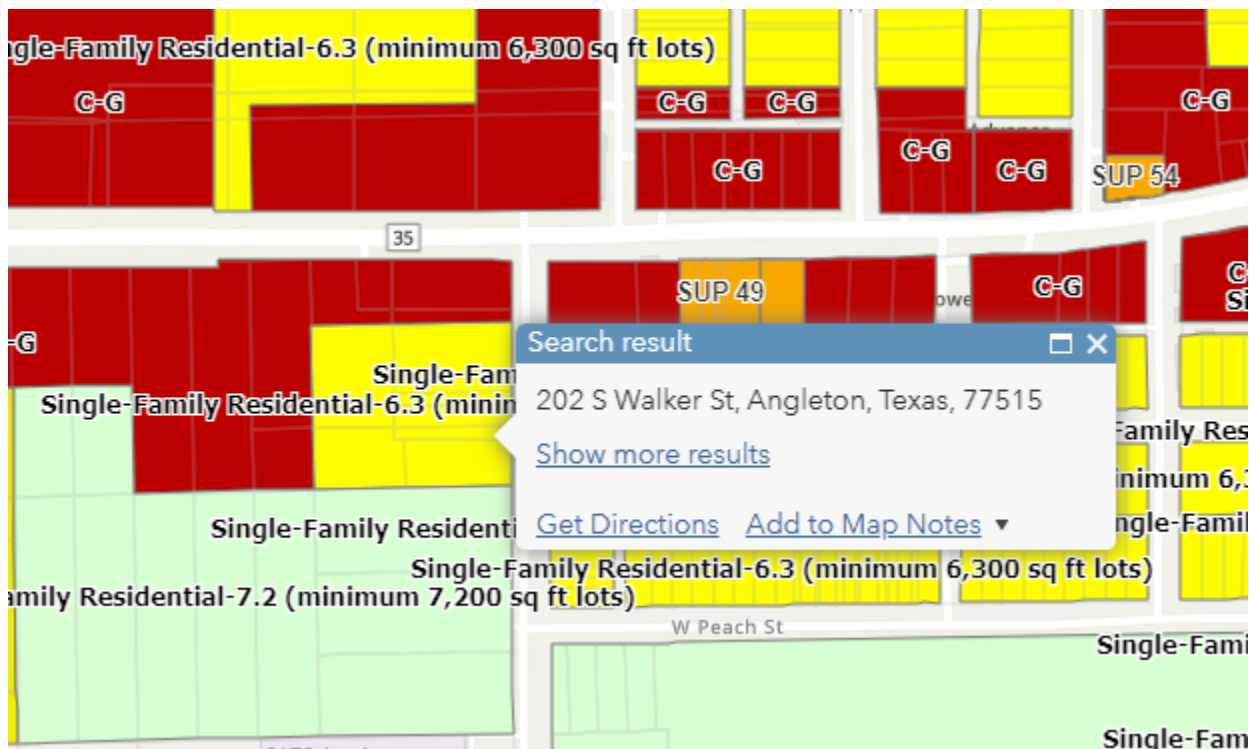 ngle-Family Residential-6.3 (minimum 6,300 sq ft lots)
C-G
C-G
C-G
C-G
C-G
C-G
C-G
SUP 54
35
SUP 49
C-G
owe
C-
Si
-G
Search result
Single-Fam
Single-Family Residential-6.3 (minin
202 S Walker St, Angleton, Texas, 77515
Show more results
Family Res
inimum 6,3
Get Directions Add to Map Notes
Single-Family Residenti
ngle-Famil
Single-Family Residential-6.3 (minimum 6,300 sq ft lots)
amily Residential-7.2 (minimum 7,200 sq ft lots)
W Peach St
Single-Fami
Single-Fam